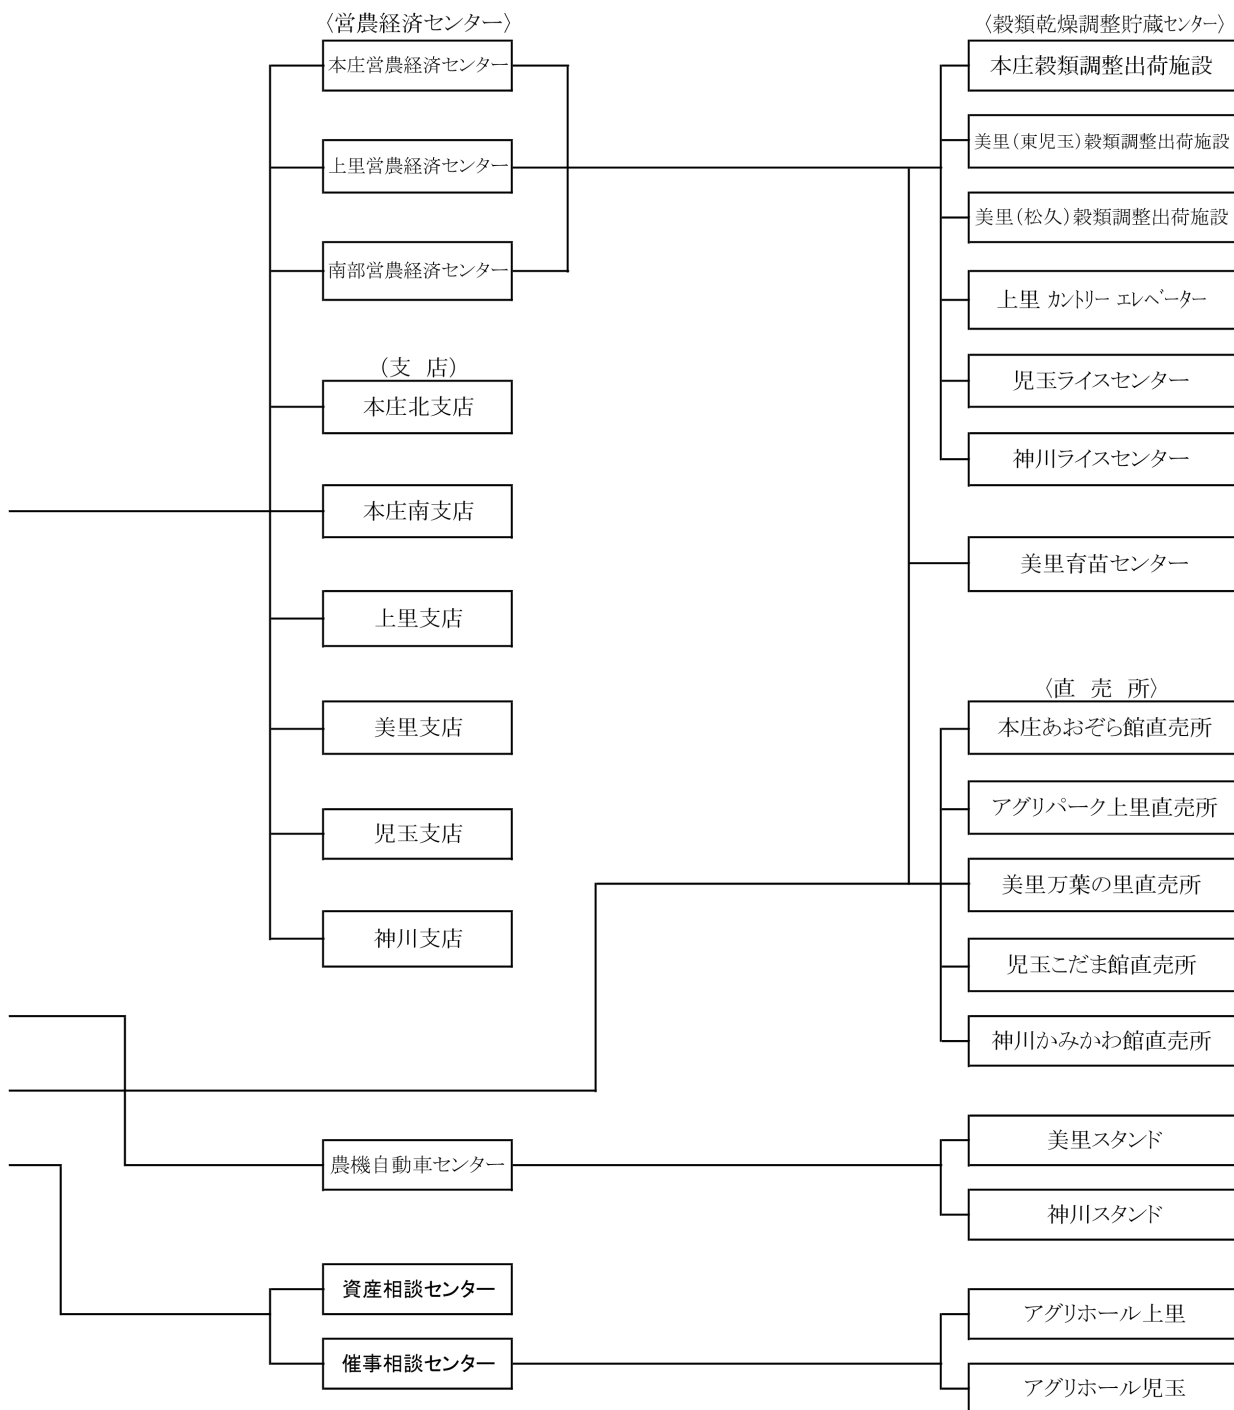 〈営農経済センター〉
本庄営農経済センター
上里営農経済センター
南部営農経済センター
(支 店)
本庄北支店
本庄南支店
上里支店
美里支店
児玉支店
神川支店
農機自動車センター
資産相談センター
催事相談センター
〈穀類乾燥調整貯蔵センター〉
本庄穀類調整出荷施設
美里(東児玉)穀類調整出荷施設
美里(松久)穀類調整出荷施設
上里 カントリー エレベーター
児玉ライスセンター
神川ライスセンター
美里育苗センター
〈直 売 所〉
本庄あおぞら館直売所
アグリパーク上里直売所
美里万葉の里直売所
児玉こだま館直売所
神川かみかわ館直売所
美里スタンド
神川スタンド
アグリホール上里
アグリホール児玉